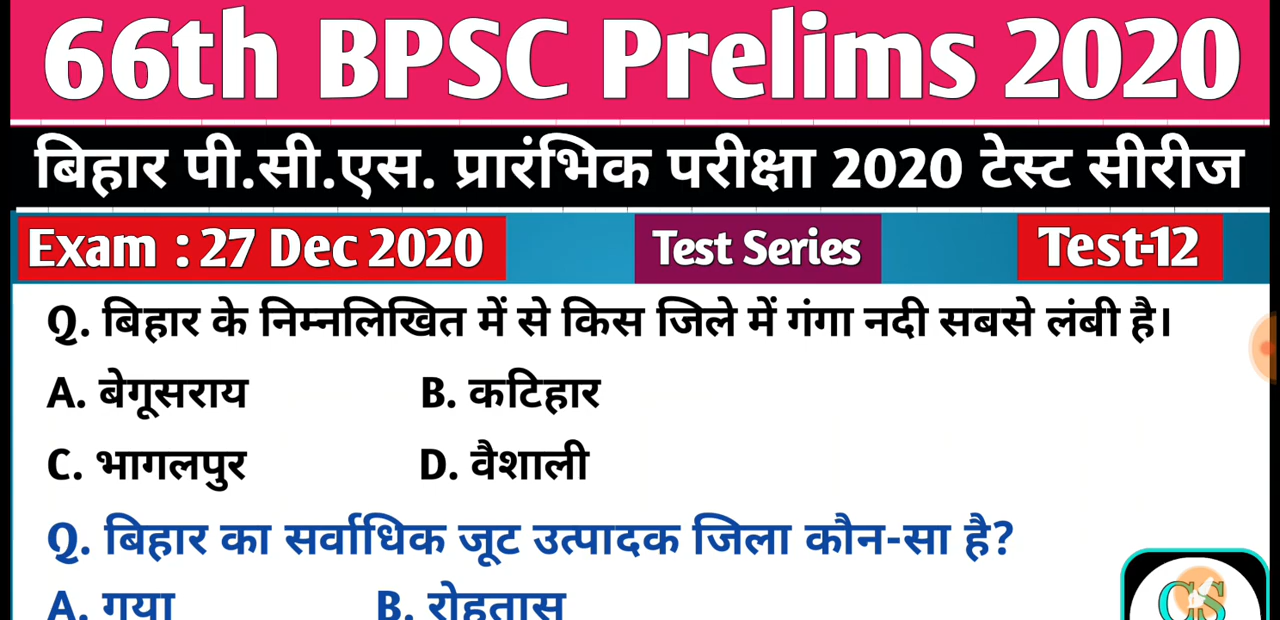 66th BPSC Prelims 2020
बिहार पी.सी.एस. प्रारंभिक परीक्षा 2020 टेस्ट सीरीज
Exam : 27 Dec 2020 Test Series Test-12
Q. बिहार के निम्नलिखित में से किस जिले में गंगा नदी सबसे लंबी है।
A. बेगूसराय B. कटिहार
C. भागलपुर D. वैशाली
Q. बिहार का सर्वाधिक जूट उत्पादक जिला कौन-सा है?
A. गया B. रोहतास
GS